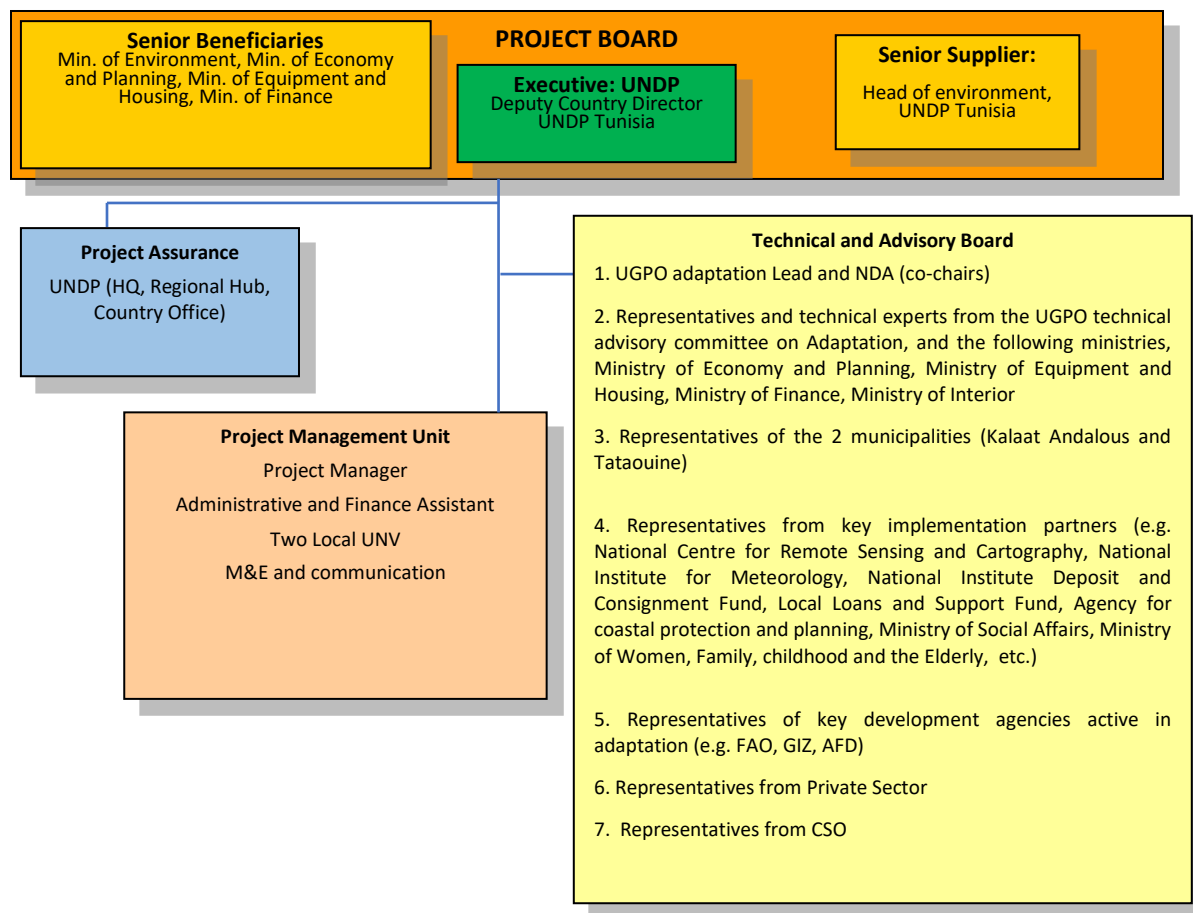 PROJECT BOARD
Senior Beneficiaries
Min. of Environment, Min. of Economy
and Planning, Min. of Equipment and
Housing, Min. of Finance
Executive: UNDP
Deputy Country Director
UNDP Tunisia
Senior Supplier:
Head of environment,
UNDP Tunisia
Project Assurance
UNDP (HQ, Regional Hub,
Country Office)
Project Management Unit
Project Manager
Administrative and Finance Assistant
Two Local UNV
M&E and communication
Technical and Advisory Board
1. UGPO adaptation Lead and NDA (co-chairs)
2. Representatives and technical experts from the UGPO technical
advisory committee on Adaptation, and the following ministries,
Ministry of Economy and Planning, Ministry of Equipment and
Housing, Ministry of Finance, Ministry of Interior
3. Representatives of the 2 municipalities (Kalaat Andalous and
Tataouine)
4. Representatives from key implementation partners (e.g.
National Centre for Remote Sensing and Cartography, National
Institute for Meteorology, National Institute Deposit and
Consignment Fund, Local Loans and Support Fund, Agency for
coastal protection and planning, Ministry of Social Affairs, Ministry
of Women, Family, childhood and the Elderly, etc.)
5. Representatives of key development agencies active in
adaptation (e.g. FAO, GIZ, AFD)
6. Representatives from Private Sector
7. Representatives from CSO